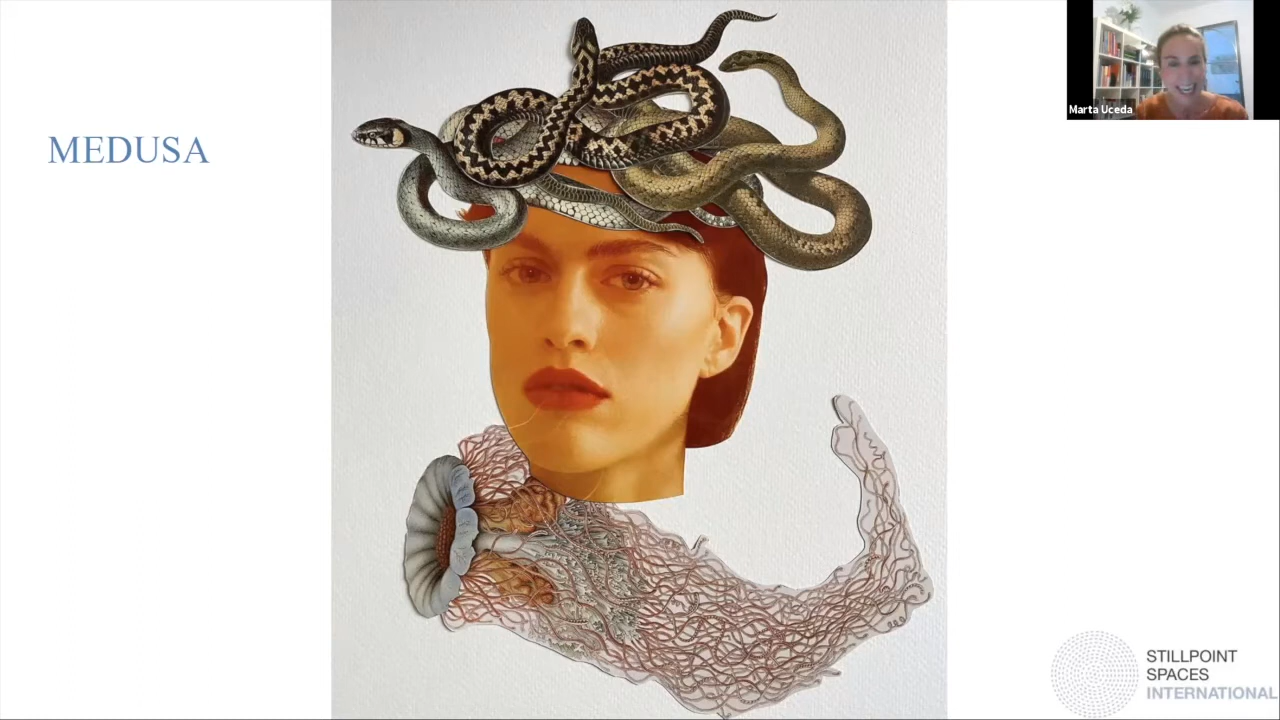 MEDUSA
Marta Uceda
STILLPOINT
SPACES
INTERNATIONAL